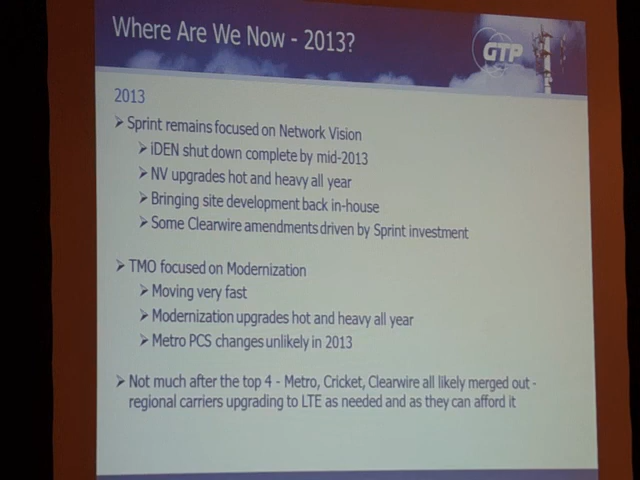 Where Are We Now - 2013?
GTP
2013
➢ Sprint remains focused on Network Vision
➢ iDEN shut down complete by mid-2013
➢ NV upgrades hot and heavy all year
➢ Bringing site development back in-house
➢ Some Clearwire amendments driven by Sprint investment
➢ TMO focused on Modernization
➢ Moving very fast
➢ Modernization upgrades hot and heavy all year
➢ Metro PCS changes unlikely in 2013
➢ Not much after the top 4 - Metro, Cricket, Clearwire all likely merged out -
regional carriers upgrading to LTE as needed and as they can afford it